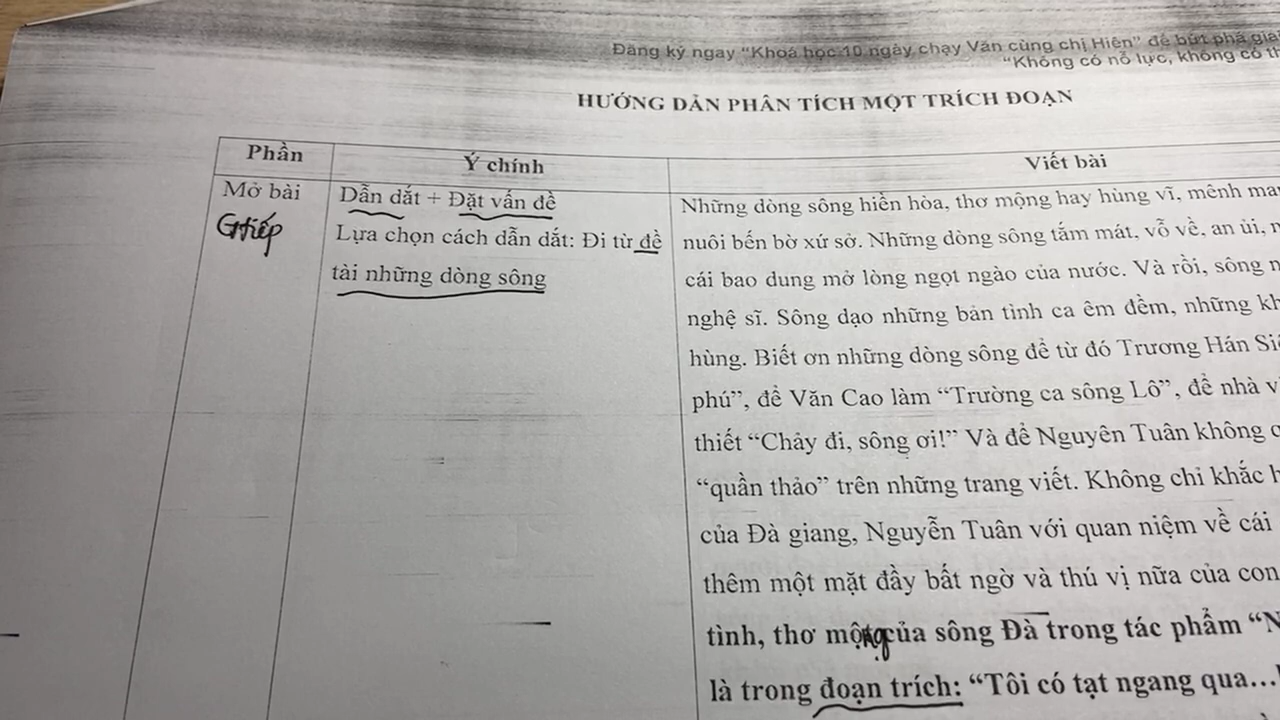 Đăng ký ngay “Khoá học 10 ngày chạy Văn cùng chị Hiên” để bứt phá
“Không có nỗ lực, không có
HƯỚNG DẪN PHÂN TÍCH MỘT TRÍCH ĐOẠN
Phần
Ý chính
Viết bài
Mở bài
Gtiếp
Dẫn dắt + Đặt vấn đề
Lựa chọn cách dẫn dắt: Đi từ đề
tài những dòng sông
Những dòng sông hiền hòa, thơ mộng hay hùng vĩ, mênh
nuôi bến bờ xứ sở. Những dòng sông tắm mát, vỗ về, an ủi,
cái bao dung mở lòng ngọt ngào của nước. Và rồi, sông
nghệ sĩ. Sông dạo những bản tình ca êm đềm, những
hùng. Biết ơn những dòng sông để từ đó Trương Hán
phú”, để Văn Cao làm “Trường ca sông Lô”, để nhà
thiết “Chảy đi, sông ơi!” Và để Nguyên Tuân không
“quần thảo” trên những trang viết. Không chỉ khắc
của Đà giang, Nguyễn Tuân với quan niệm về cái
thêm một mặt đầy bất ngờ và thú vị nữa của con
tình, thơ mộng của sông Đà trong tác phẩm
là trong đoạn trích: “Tôi có tạt ngang qua…